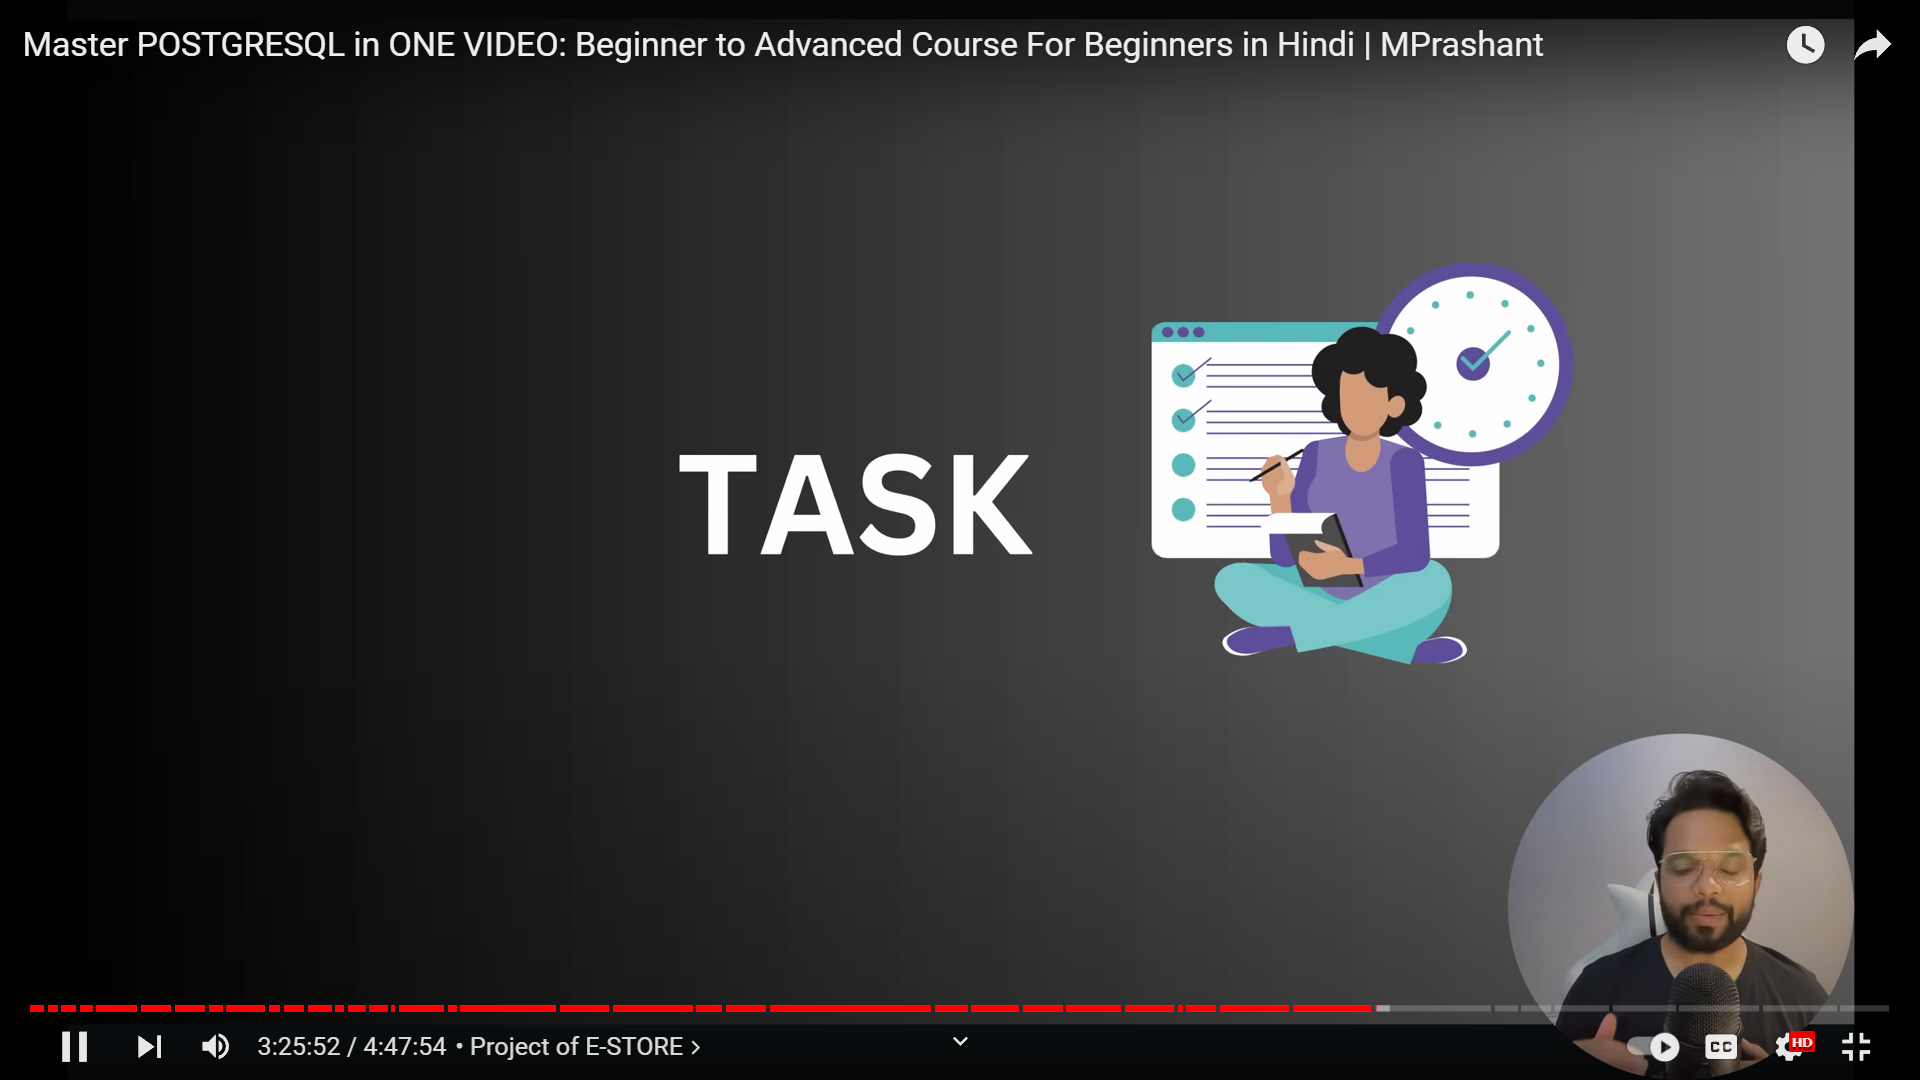 Master POSTGRESQL in ONE VIDEO: Beginner to Advanced Course For Beginners in Hindi | MPrashant
TASK
3:25:52 / 4:47:54 • Project of E-STORE
CC
HD